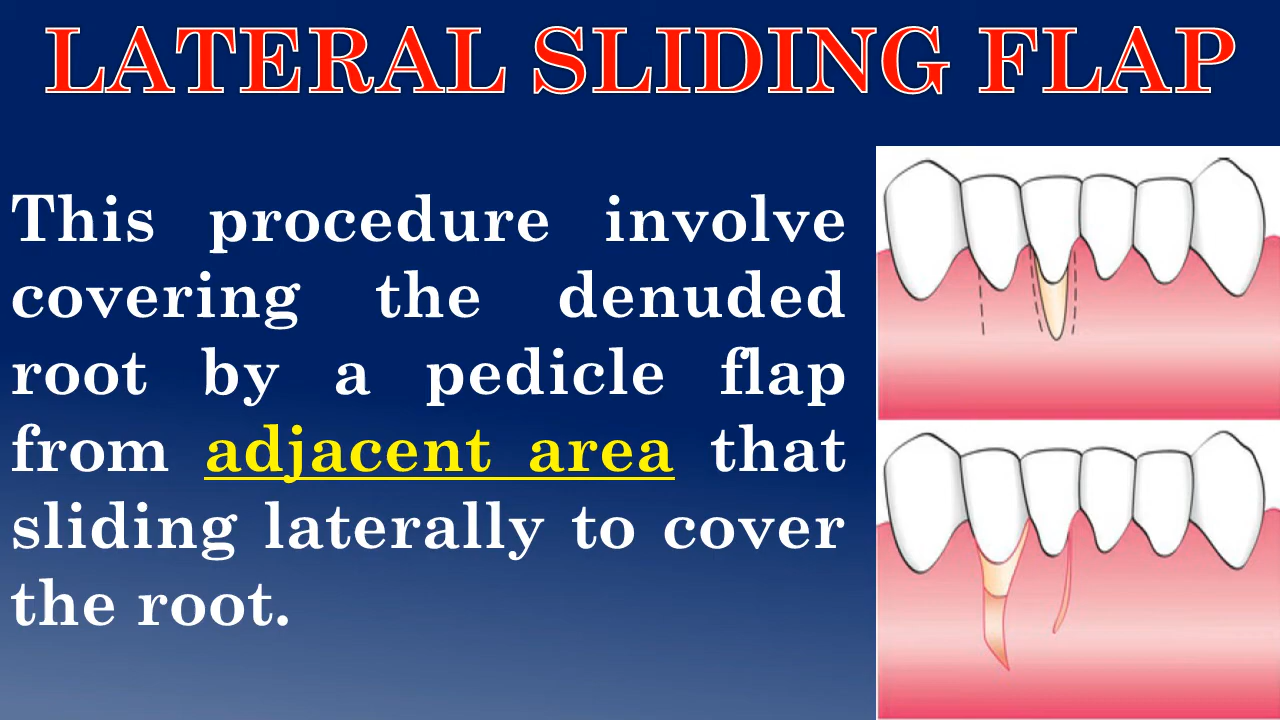 LATERAL SLIDING FLAP
This procedure involve
covering the denuded
root by a pedicle flap
from adjacent area that
sliding laterally to cover
the root.